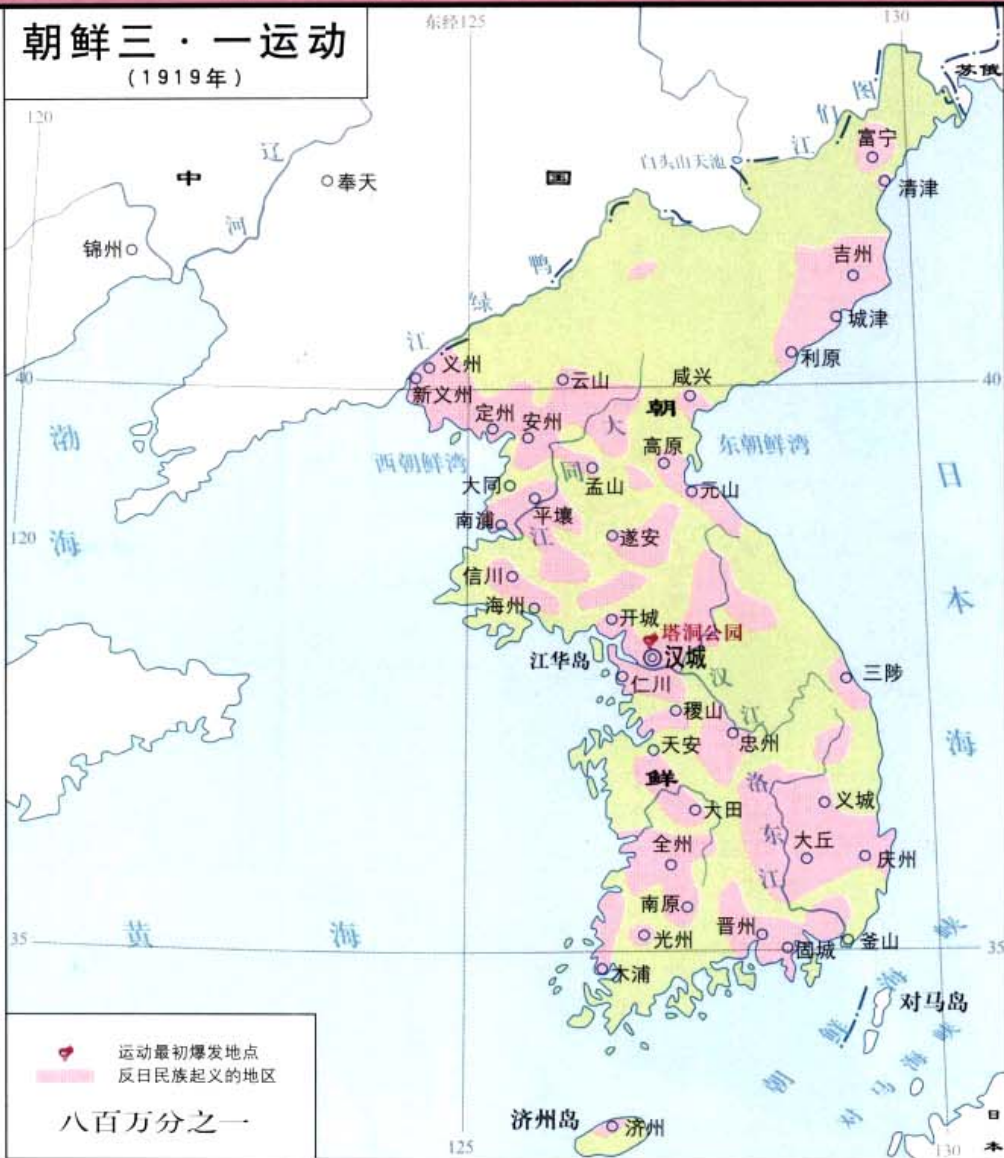 朝鲜三·一运动
(1919年)
东经125
130
120
苏俄
图
们
江
白头山天池
富宁
清津
辽
河
中
国
奉天
锦州
吉州
城津
利原
鸭
绿
江
义州
新义州
40
40
云山
咸兴
朝
定州
安州
大
同
江
高原
东朝鲜湾
西朝鲜湾
渤
海
大同
孟山
元山
日
本
海
平壤
南浦
120
遂安
信川
海州
开城
塔洞公园
汉城
江华岛
仁川
汉
江
三陟
稷山
忠州
天安
鲜
大田
洛
东
江
义城
全州
大丘
庆州
南原
黄
海
35
光州
晋州
固城
釜山
35
木浦
对马岛
朝
鲜
海
峡
对
马
海
峡
济州岛
济州
日
本
125
130
运动最初爆发地点
反日民族起义的地区
八百万分之一